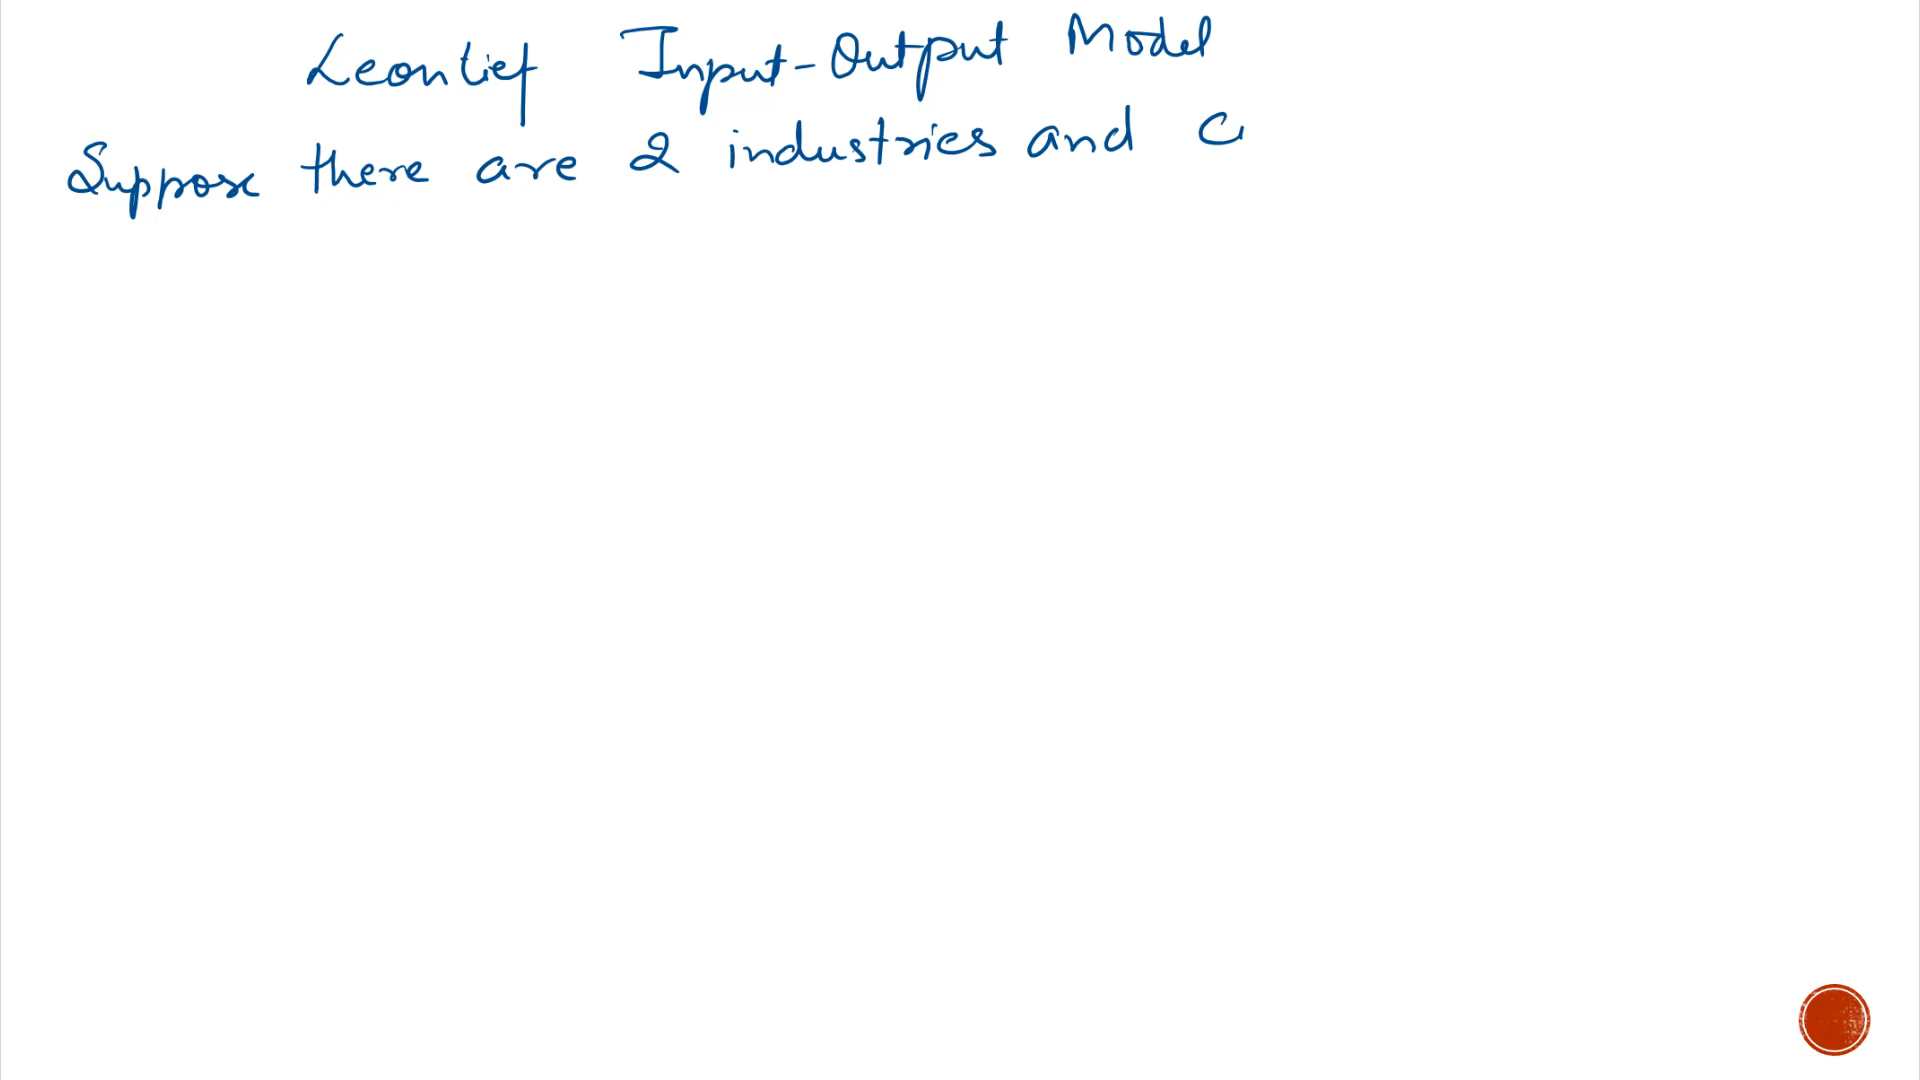 Leontief Input-Output Model
Suppose there are 2 industries and